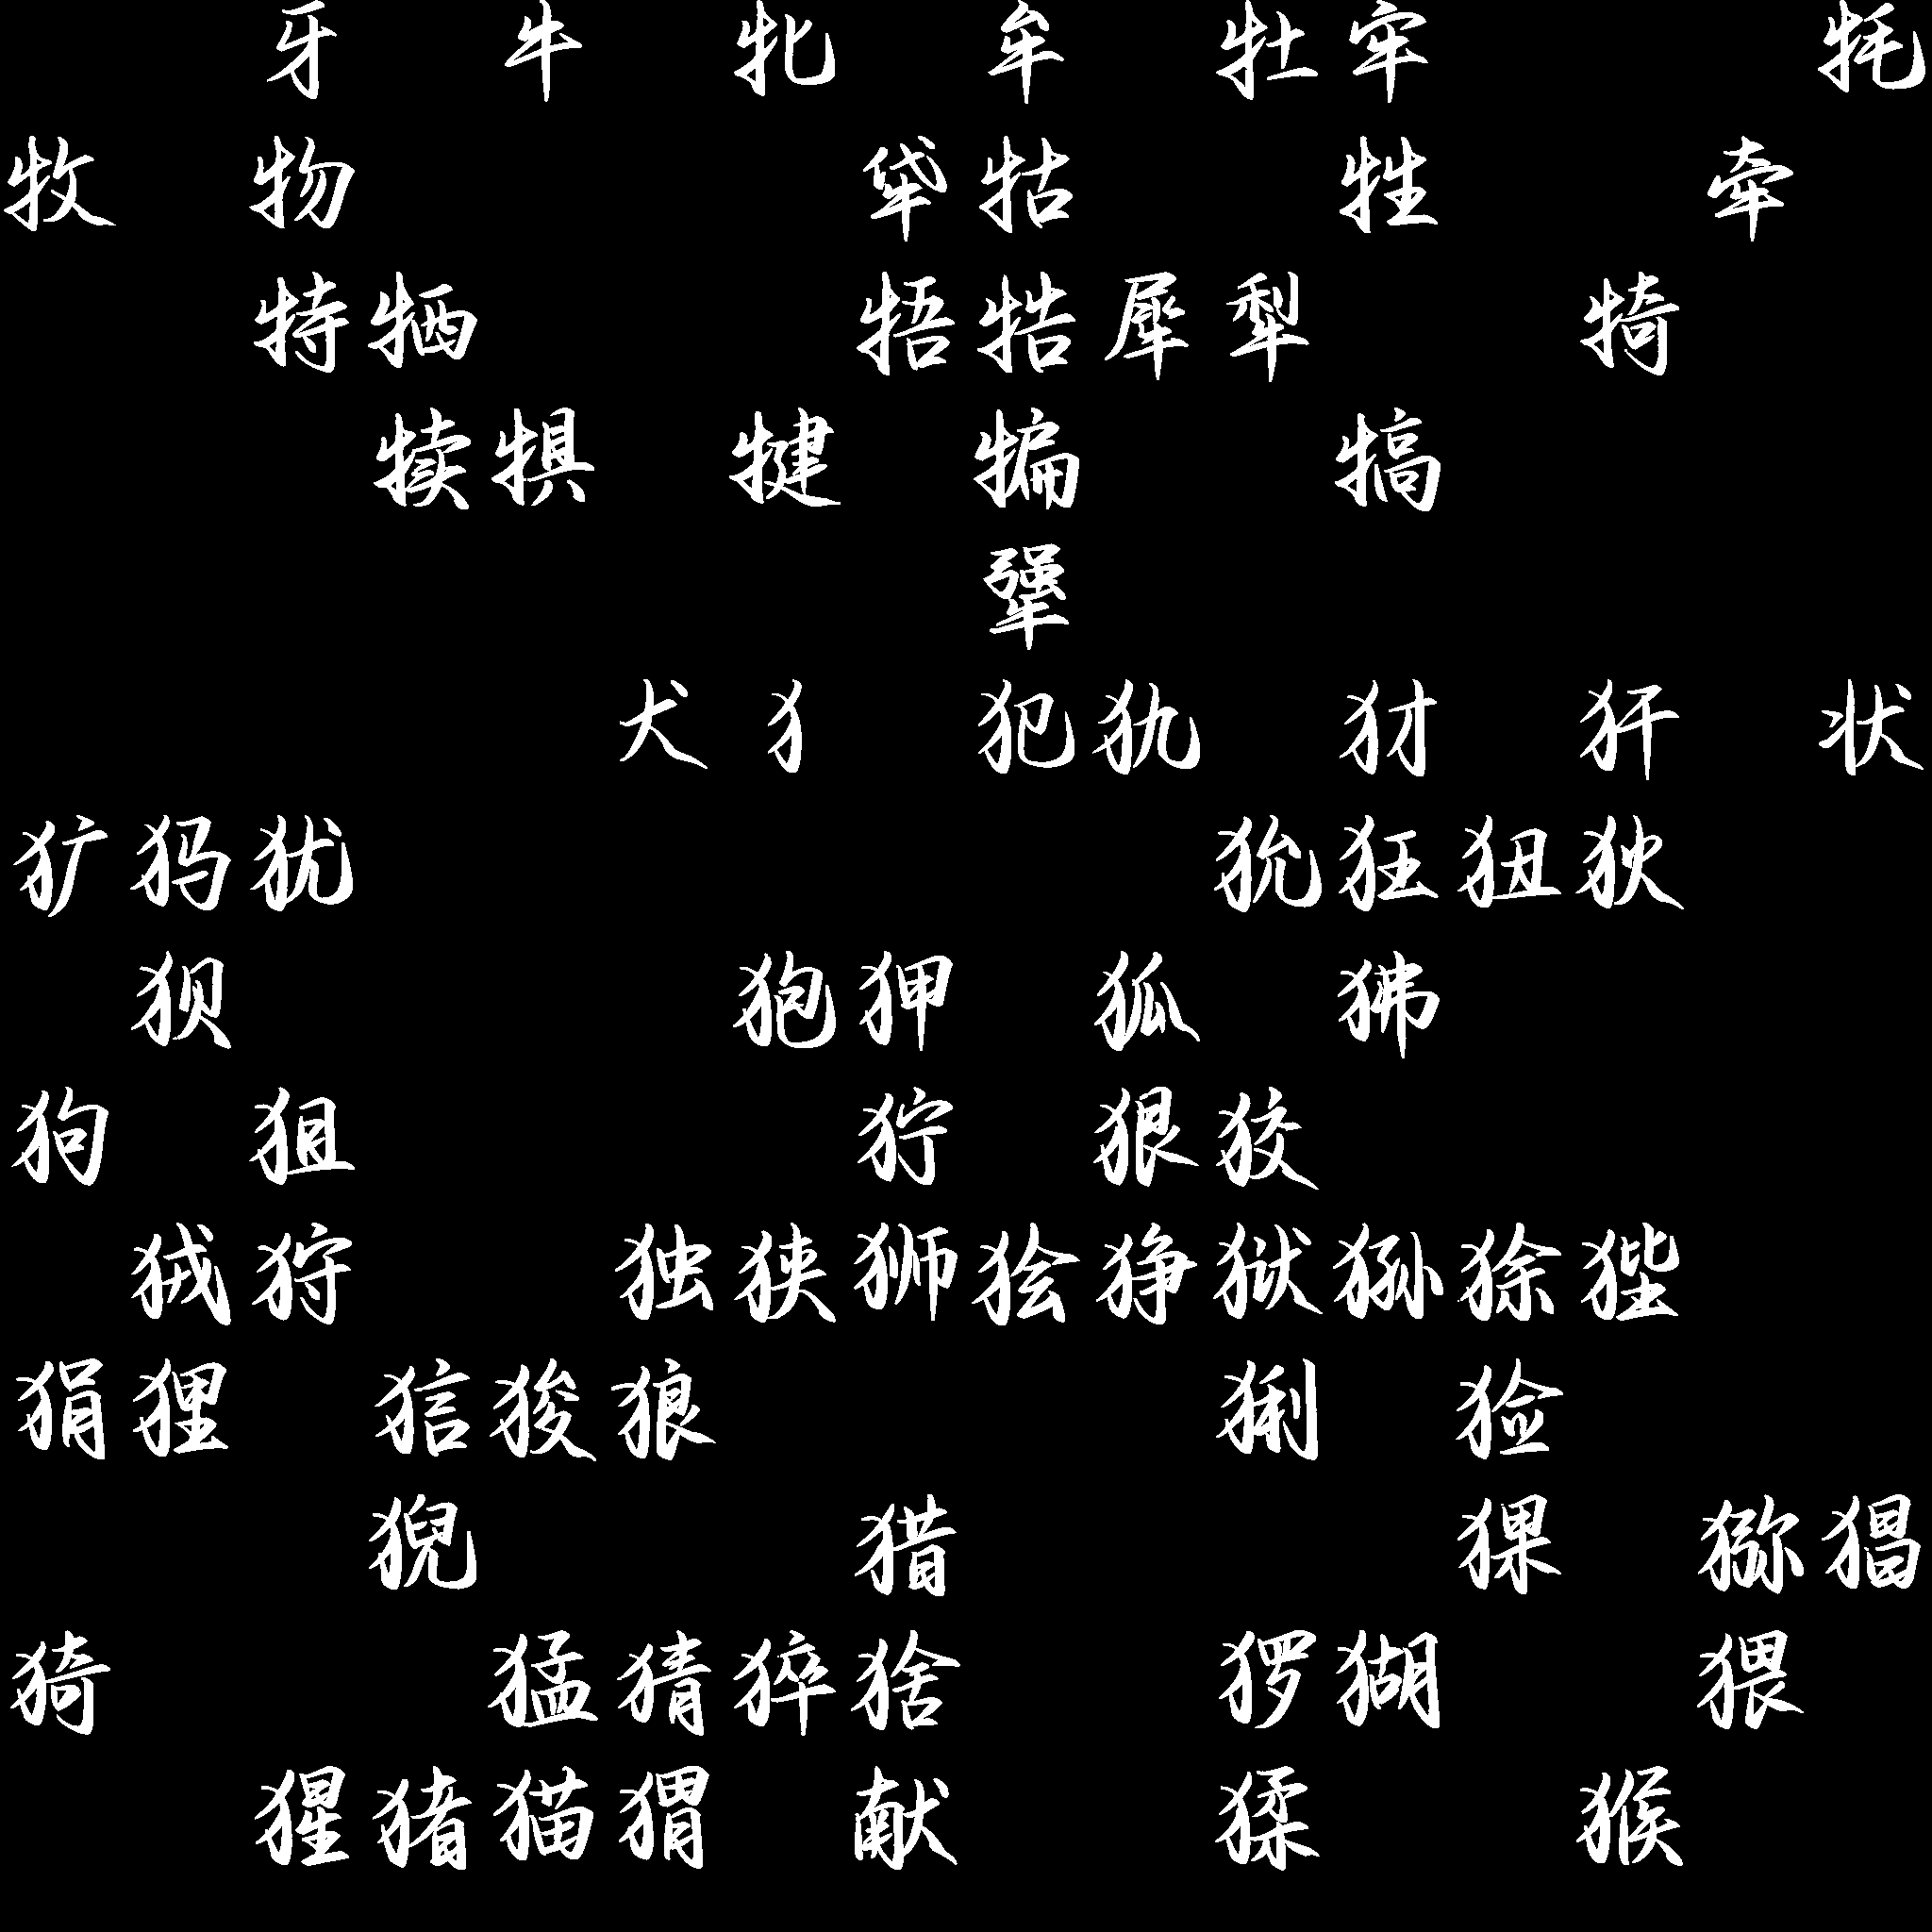 牙 牛 牝 牟 牡 牢 牦
牧 物 牮 牯 牲 牵
特 牺 牾 牿 犀 犁 犄
犊 犋 犍 犏 犒
犟
犬 犭 犯 犰 犲 犴 状
犷 犸 犹 狁 狂 狃 狄
狈 狍 狎 狐 狒
狗 狙 狞 狠 狡
狨 狩 独 狭 狮 狯 狰 狱 狲 狳 狴
狷 狸 狺 狻 狼 猁 猃
猊 猎 猓 猕 猖
猗 猛 猜 猝 猞 猡 猢 猥
猩 猪 猫 猬 献 猱 猴